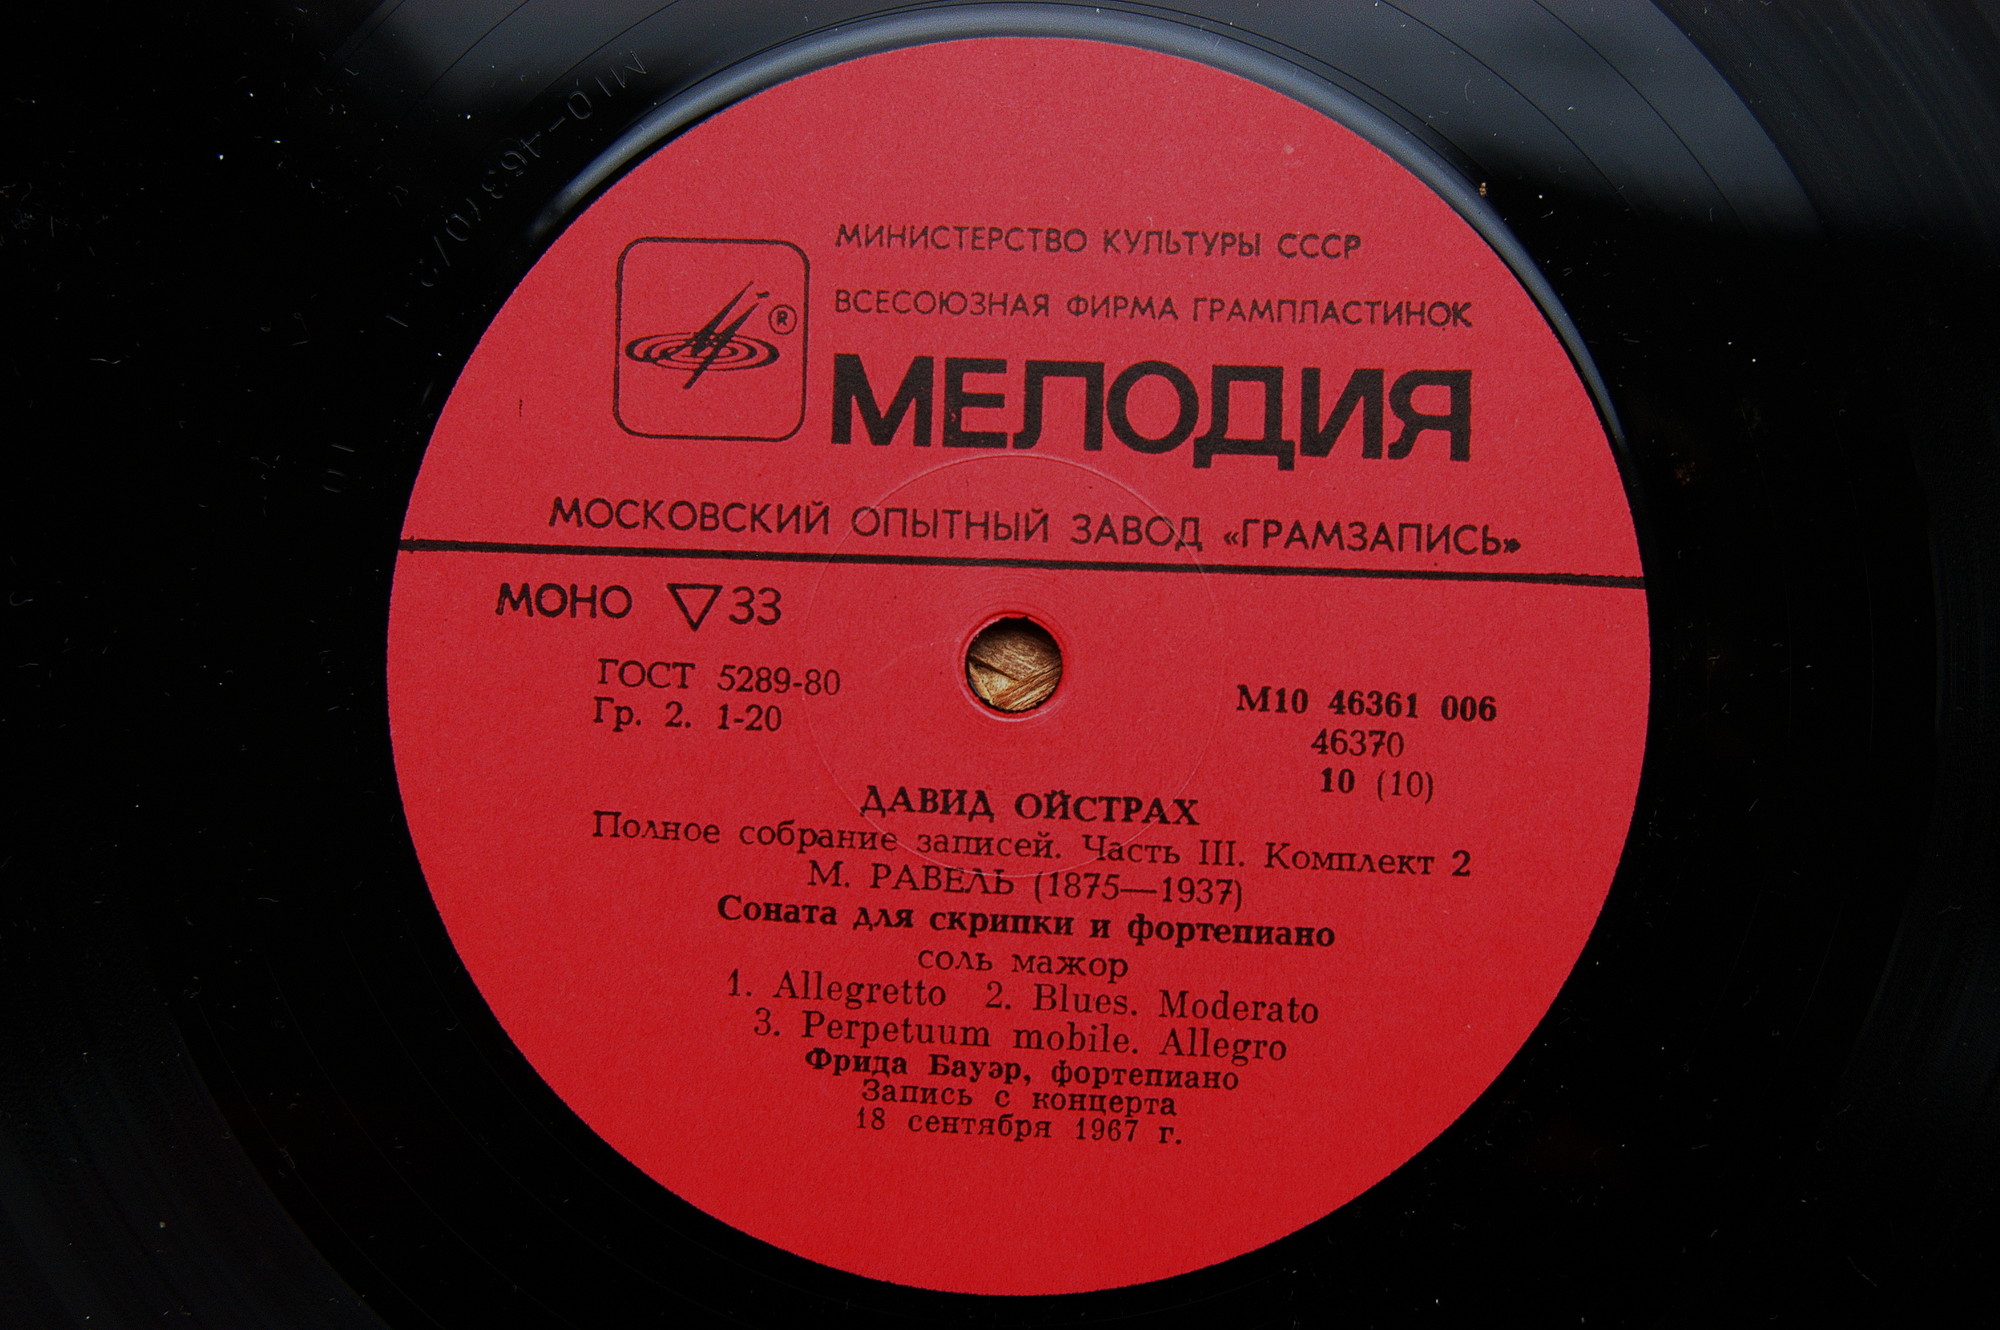 МИНИСТЕРСТВО КУЛЬТУРЫ СССР
ВСЕСОЮЗНАЯ ФИРМА ГРАМПЛАСТИНОК
®
МЕЛОДИЯ
МОСКОВСКИЙ ОПЫТНЫЙ ЗАВОД «ГРАМЗАПИСЬ»
МОНО ▽33
ГОСТ 5289-80
Гр. 2. 1-20
М10 46361 006
46370
10 (10)
ДАВИД ОЙСТРАХ
Полное собрание записей. Часть III. Комплект 2
М. РАВЕЛЬ (1875—1937)
Соната для скрипки и фортепиано
соль мажор
1. Allegretto 2. Blues. Moderato
3. Perpetuum mobile. Allegro
Фрида Бауэр, фортепиано
Запись с концерта
18 сентября 1967 г.